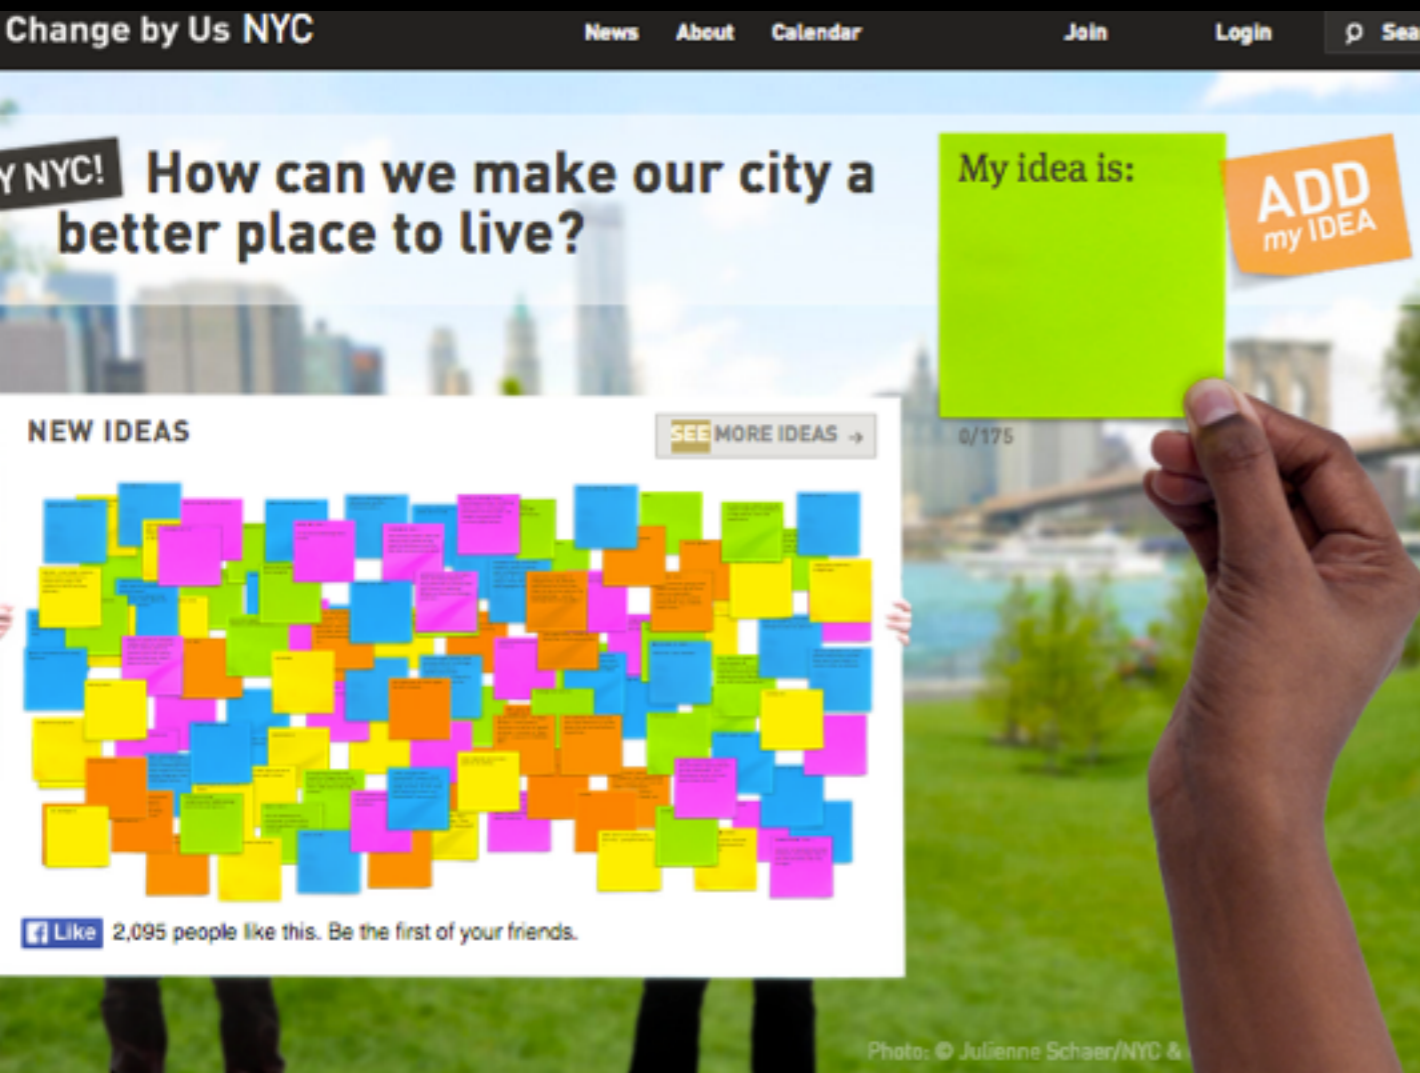 Change by Us NYC
News About Calendar Join Login Sea
Y NYC! How can we make our city a
better place to live?
My idea is:
ADD
my IDEA
0/175
NEW IDEAS
SEE MORE IDEAS →
Like 2,095 people like this. Be the first of your friends.
Photo: © Julienne Schaer/NYC &